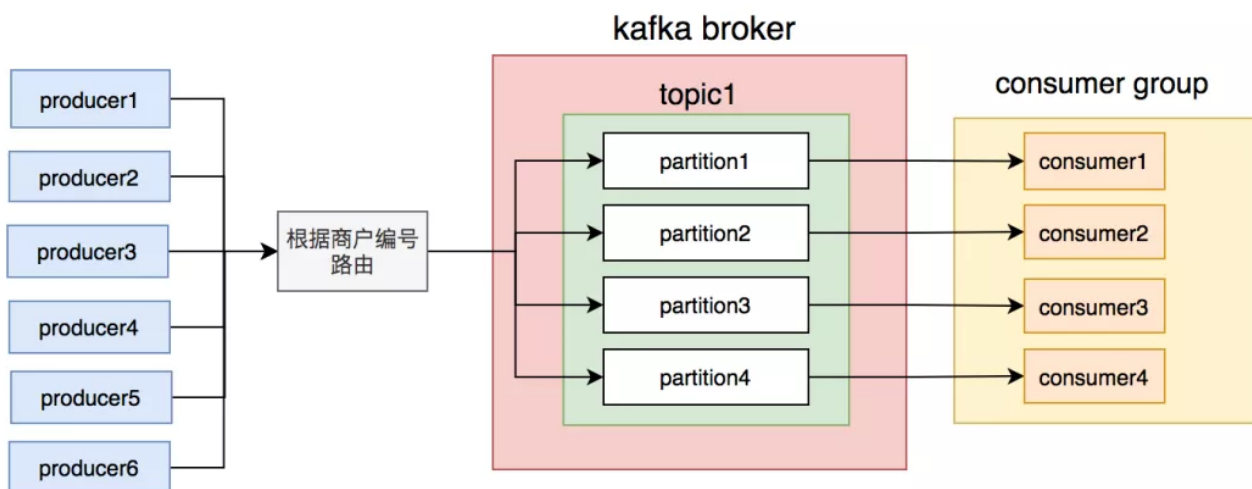 kafka broker
producer1
producer2
producer3
producer4
producer5
producer6
根据商户编号
路由
topic1
partition1
partition2
partition3
partition4
consumer group
consumer1
consumer2
consumer3
consumer4